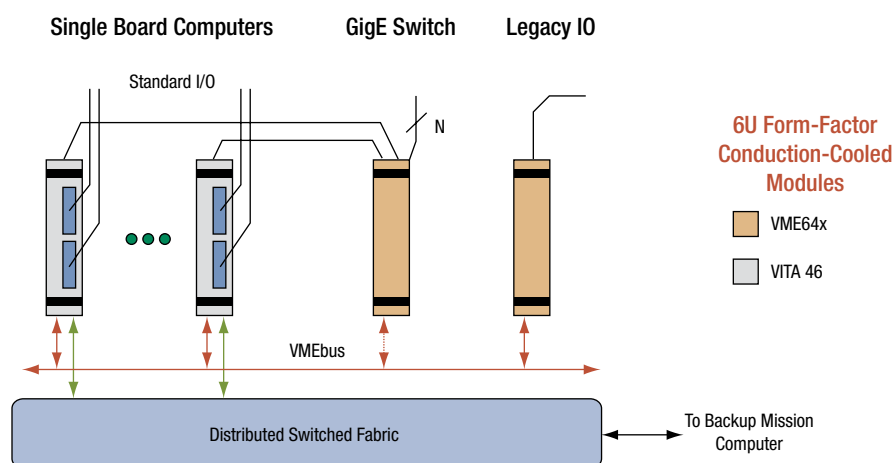 Single Board Computers
GigE Switch
Legacy IO
Standard I/O
N
6U Form-Factor
Conduction-Cooled
Modules
VME64x
VITA 46
VMEbus
Distributed Switched Fabric
To Backup Mission
Computer